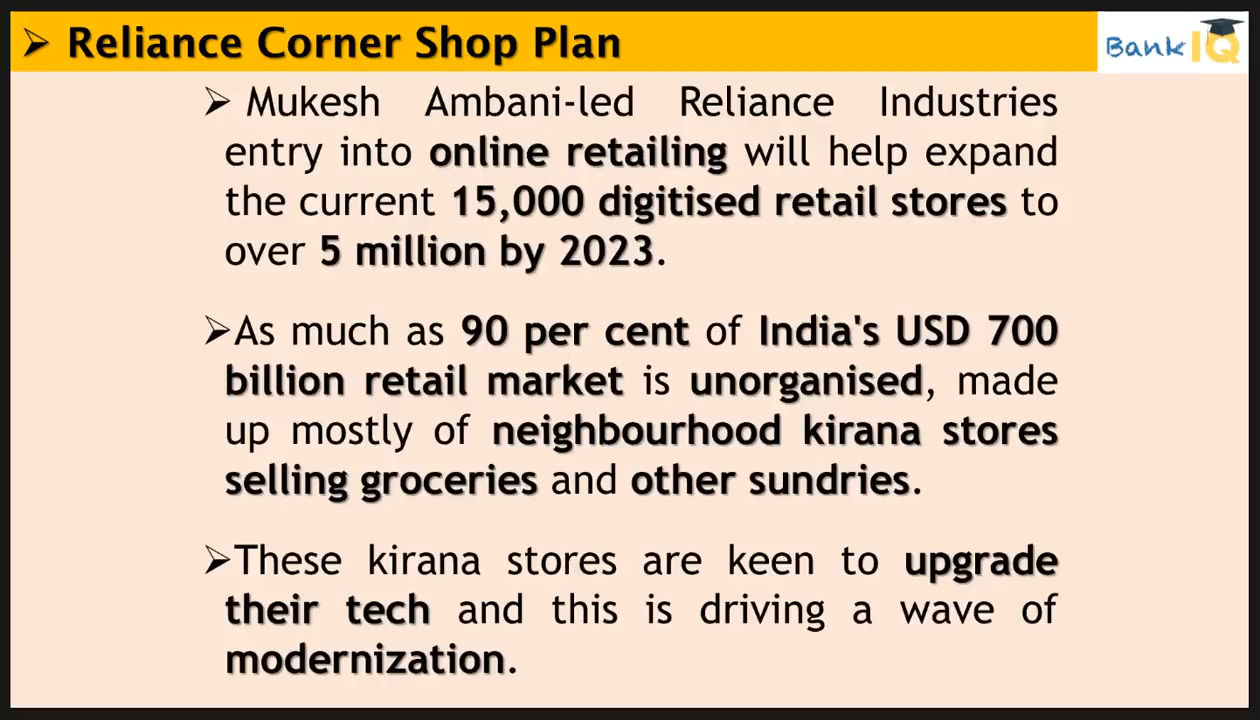 ➢ Reliance Corner Shop Plan
Bank IQ
➢ Mukesh Ambani-led Reliance Industries
entry into online retailing will help expand
the current 15,000 digitised retail stores to
over 5 million by 2023.
➢As much as 90 per cent of India's USD 700
billion retail market is unorganised, made
up mostly of neighbourhood kirana stores
selling groceries and other sundries.
➢These kirana stores are keen to upgrade
their tech and this is driving a wave of
modernization.